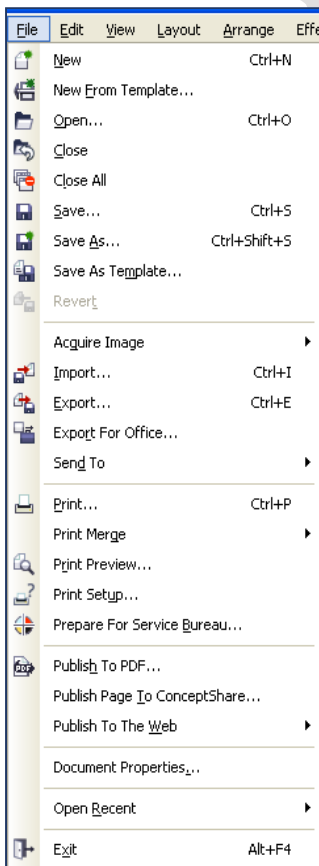 File Edit View Layout Arrange Effe
New Ctrl+N
New From Template...
Open... Ctrl+O
Close
Close All
Save... Ctrl+S
Save As... Ctrl+Shift+S
Save As Template...
Revert
Acquire Image
Import... Ctrl+I
Export... Ctrl+E
Export For Office...
Send To
Print... Ctrl+P
Print Merge
Print Preview...
Print Setup...
Prepare For Service Bureau...
PDF Publish To PDF...
Publish Page To ConceptShare...
Publish To The Web
Document Properties...
Open Recent
Exit Alt+F4